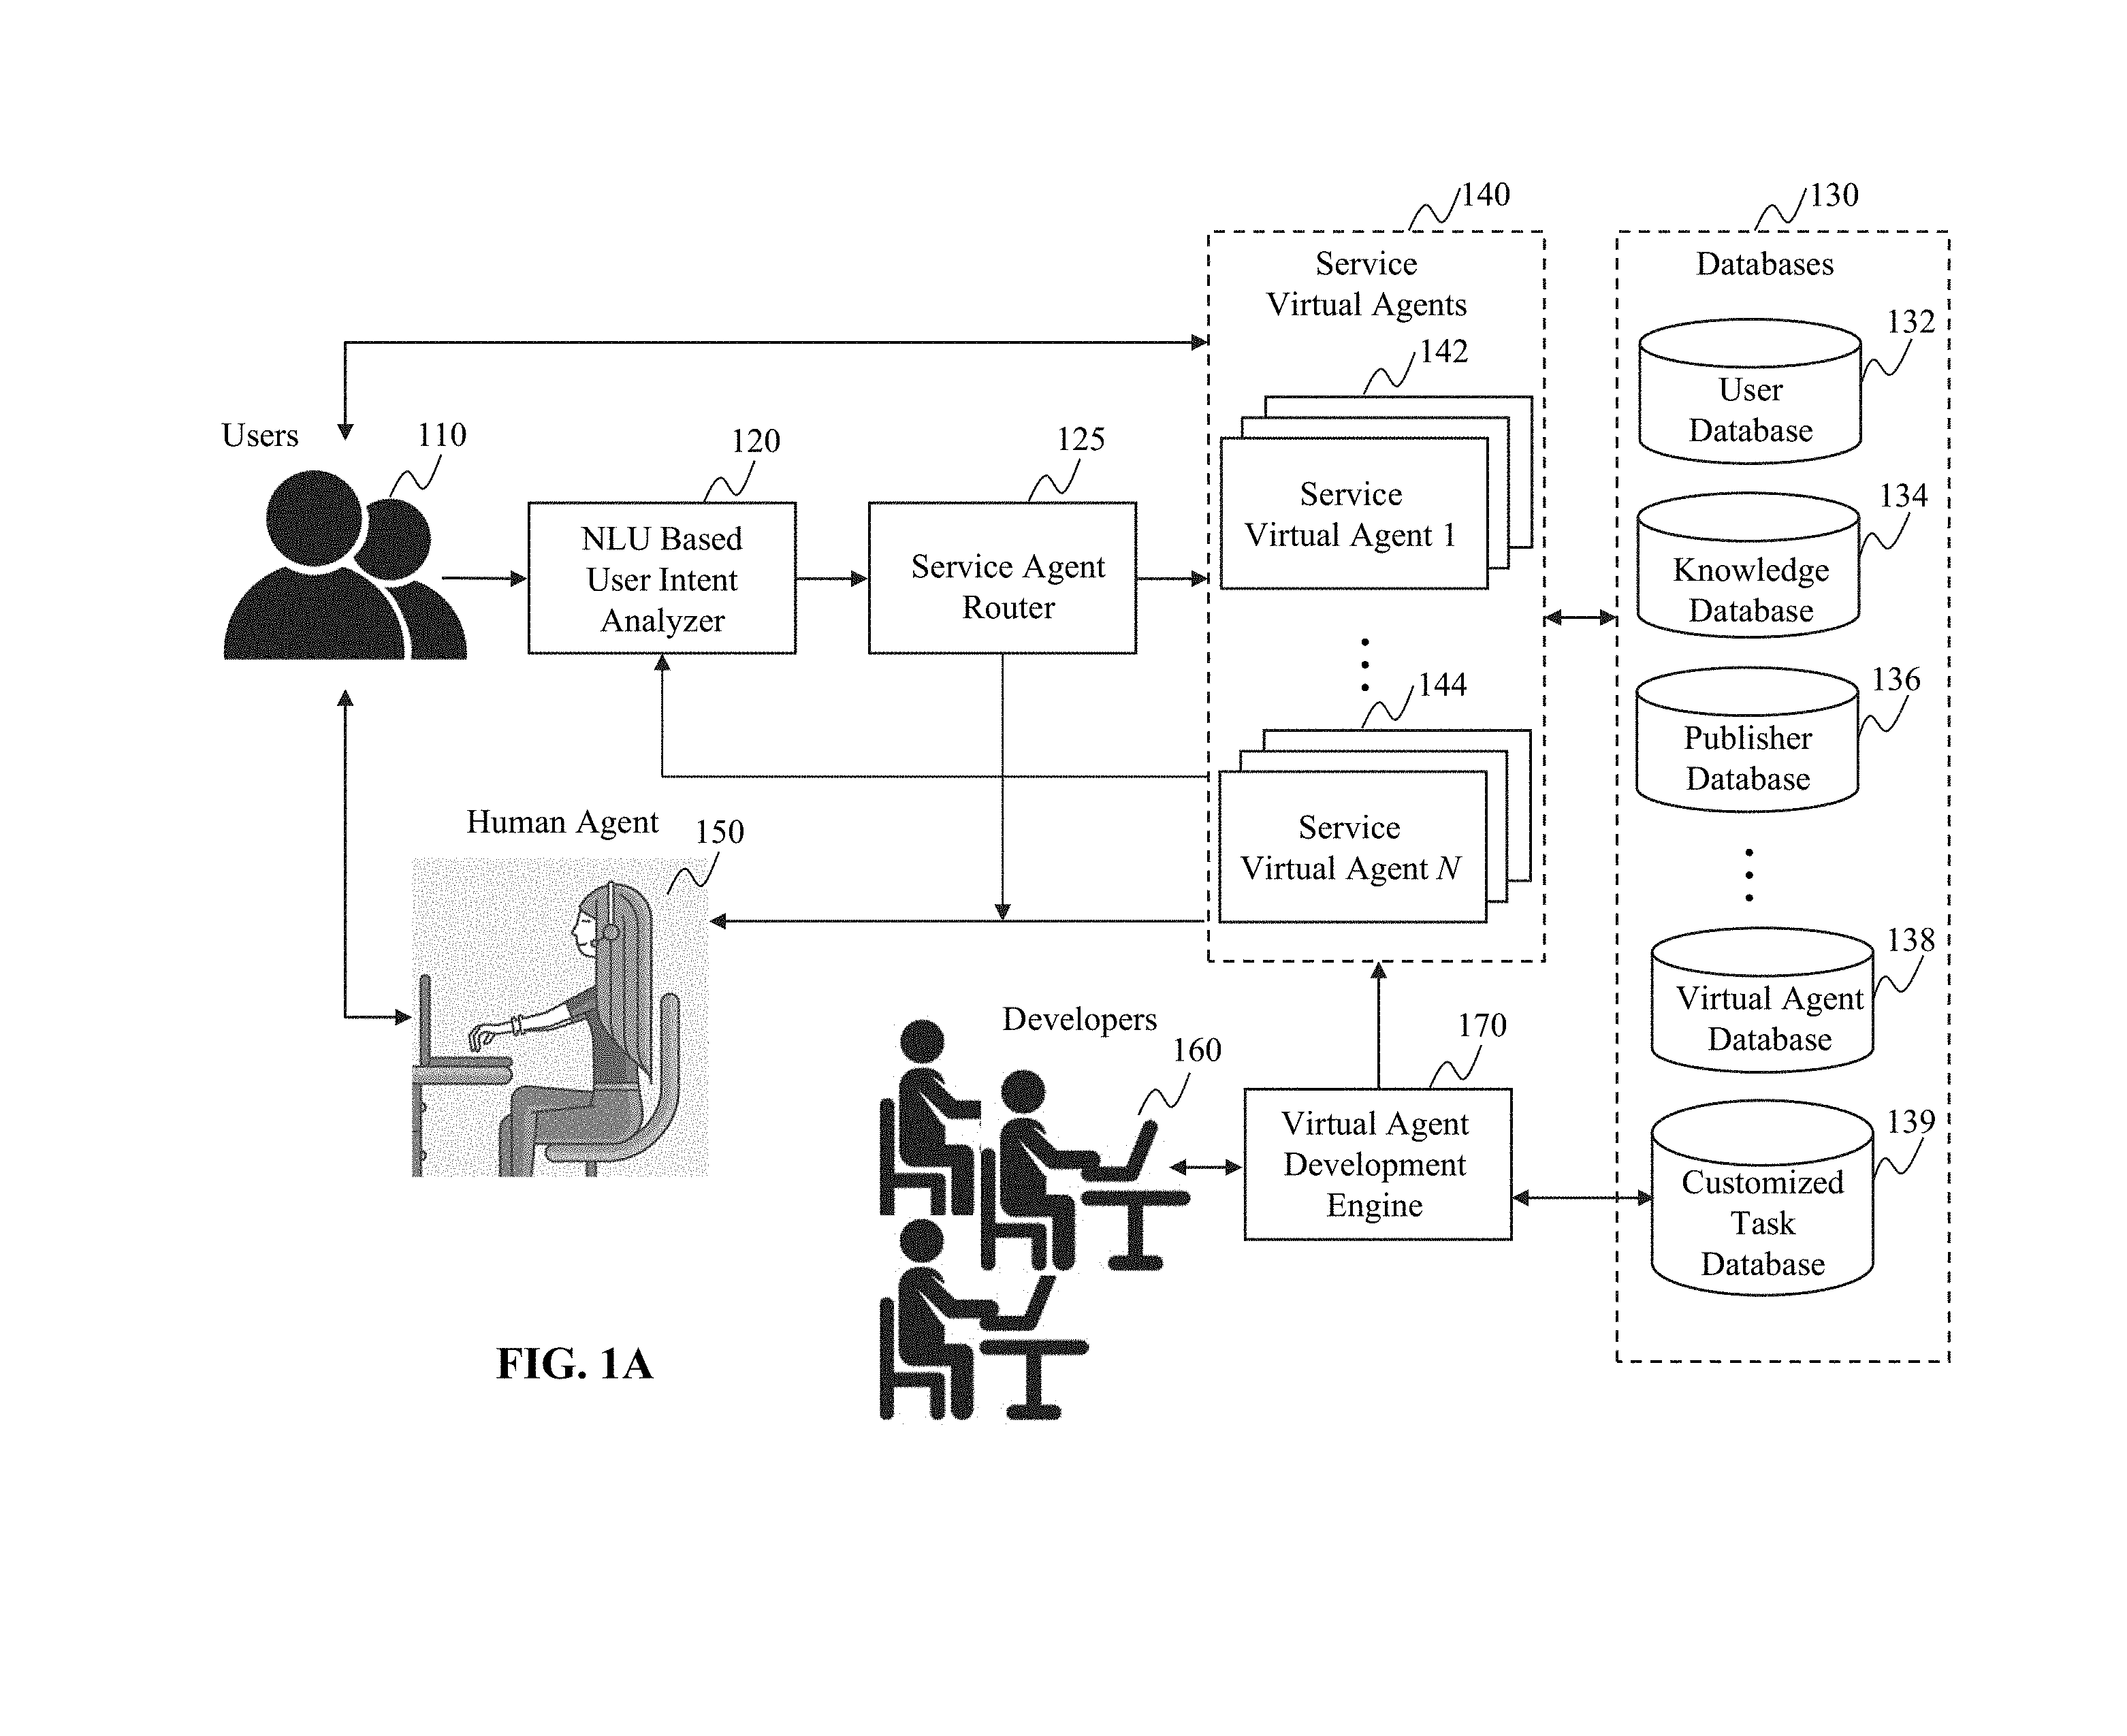 140
130
Service
Virtual Agents
Databases
132
User
Database
142
Users
110
120
125
NLU Based
User Intent
Analyzer
Service Agent
Router
Service
Virtual Agent 1
134
Knowledge
Database
144
136
Publisher
Database
Human Agent
150
Service
Virtual Agent N
138
Virtual Agent
Database
Developers
160
170
Virtual Agent
Development
Engine
139
Customized
Task
Database
FIG. 1A